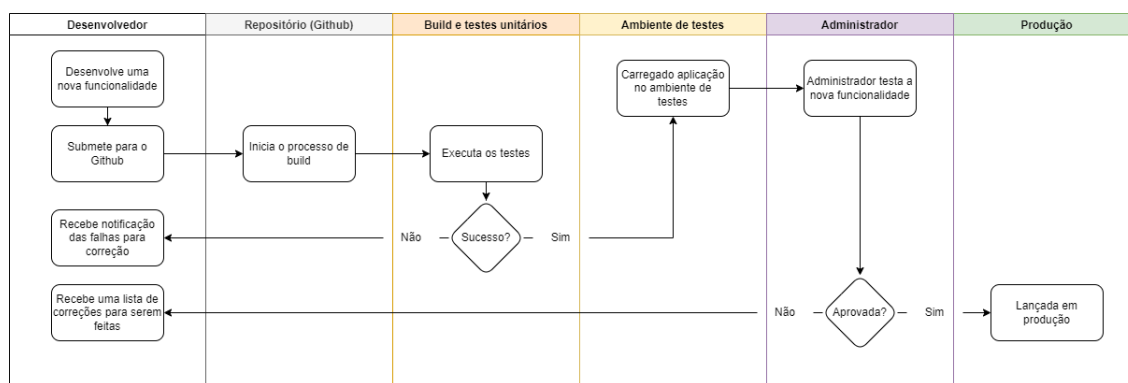 Desenvolvedor
Repositório (Github)
Build e testes unitários
Ambiente de testes
Administrador
Produção
Desenvolve uma
nova funcionalidade
Carregado aplicação
no ambiente de
testes
Administrador testa a
nova funcionalidade
Submete para o
Github
Inicia o processo de
build
Executa os testes
Recebe notificação
das falhas para
correção
Não
Sucesso?
Sim
Recebe uma lista de
correções para serem
feitas
Não
Aprovada?
Sim
Lançada em
produção